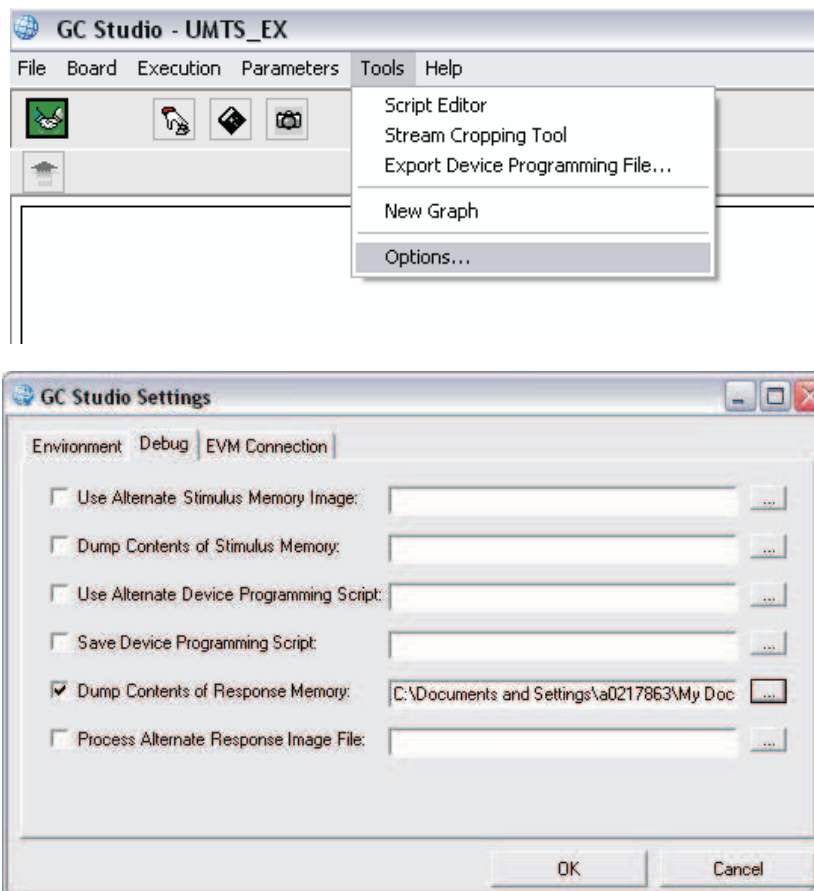 GC Studio - UMTS_EX
File Board Execution Parameters Tools Help
Script Editor
Stream Cropping Tool
Export Device Programming File...
New Graph
Options...
GC Studio Settings
Environment Debug EVM Connection
Use Alternate Stimulus Memory Image: ...
Dump Contents of Stimulus Memory: ...
Use Alternate Device Programming Script: ...
Save Device Programming Script: ...
Dump Contents of Response Memory: C:\Documents and Settings\a0217863\My Doc ...
Process Alternate Response Image File: ...
OK Cancel